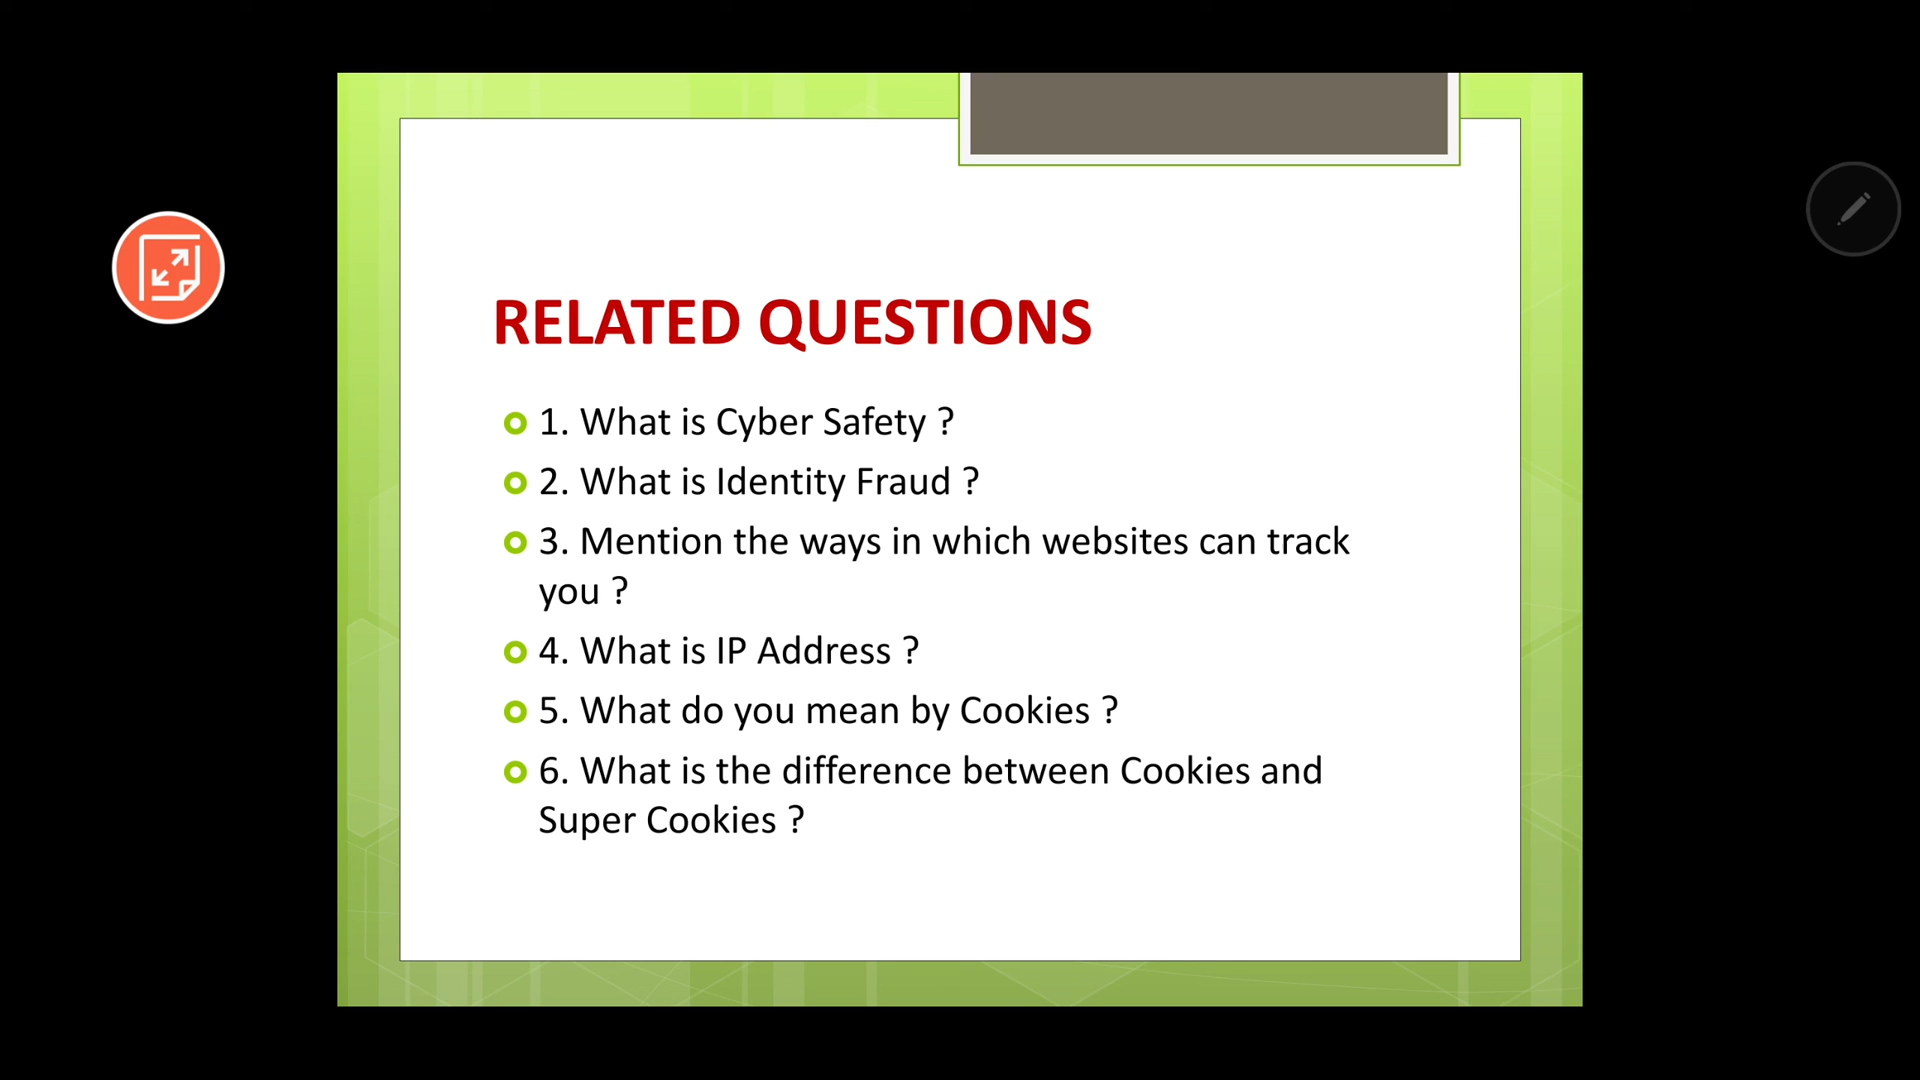 RELATED QUESTIONS
1. What is Cyber Safety ?
2. What is Identity Fraud ?
3. Mention the ways in which websites can track
you ?
4. What is IP Address ?
5. What do you mean by Cookies ?
6. What is the difference between Cookies and
Super Cookies ?